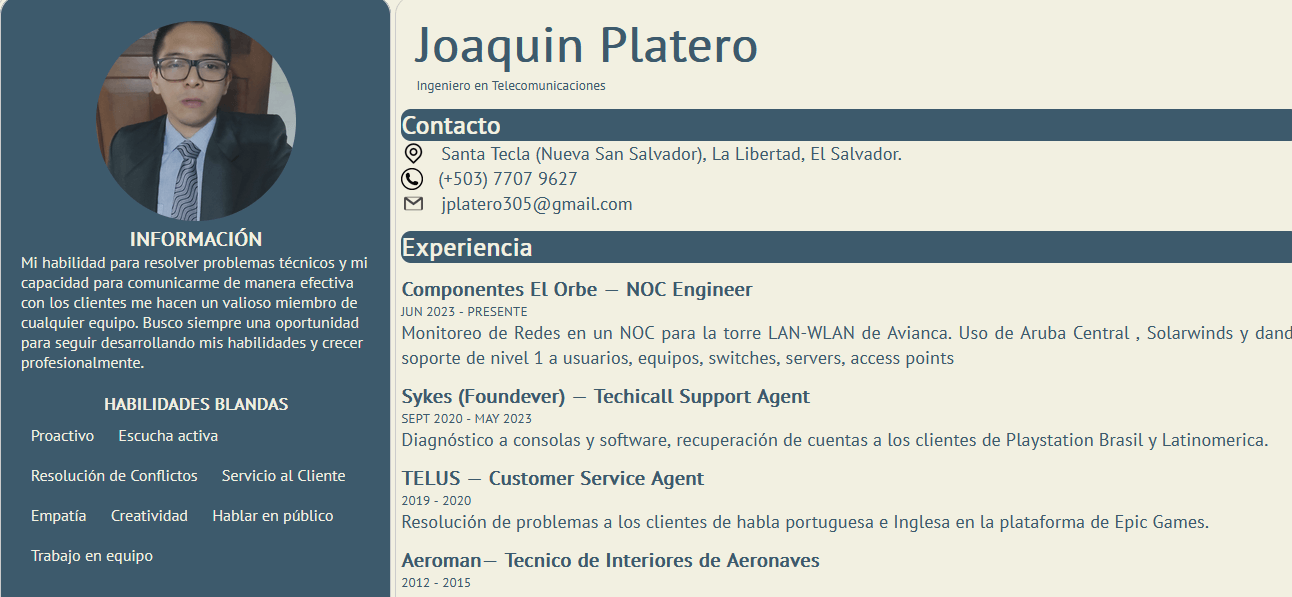 INFORMACIÓN
Mi habilidad para resolver problemas técnicos y mi
capacidad para comunicarme de manera efectiva
con los clientes me hacen un valioso miembro de
cualquier equipo. Busco siempre una oportunidad
para seguir desarrollando mis habilidades y crecer
profesionalmente.
HABILIDADES BLANDAS
Proactivo Escucha activa
Resolución de Conflictos Servicio al Cliente
Empatía Creatividad Hablar en público
Trabajo en equipo
Joaquin Platero
Ingeniero en Telecomunicaciones
Contacto
Santa Tecla (Nueva San Salvador), La Libertad, El Salvador.
(+503) 7707 9627
jplatero305@gmail.com
Experiencia
Componentes El Orbe — NOC Engineer
JUN 2023 - PRESENTE
Monitoreo de Redes en un NOC para la torre LAN-WLAN de Avianca. Uso de Aruba Central , Solarwinds y dand
soporte de nivel 1 a usuarios, equipos, switches, servers, access points
Sykes (Foundever) — Techicall Support Agent
SEPT 2020 - MAY 2023
Diagnóstico a consolas y software, recuperación de cuentas a los clientes de Playstation Brasil y Latinomerica.
TELUS — Customer Service Agent
2019 - 2020
Resolución de problemas a los clientes de habla portuguesa e Inglesa en la plataforma de Epic Games.
Aeroman— Tecnico de Interiores de Aeronaves
2012 - 2015